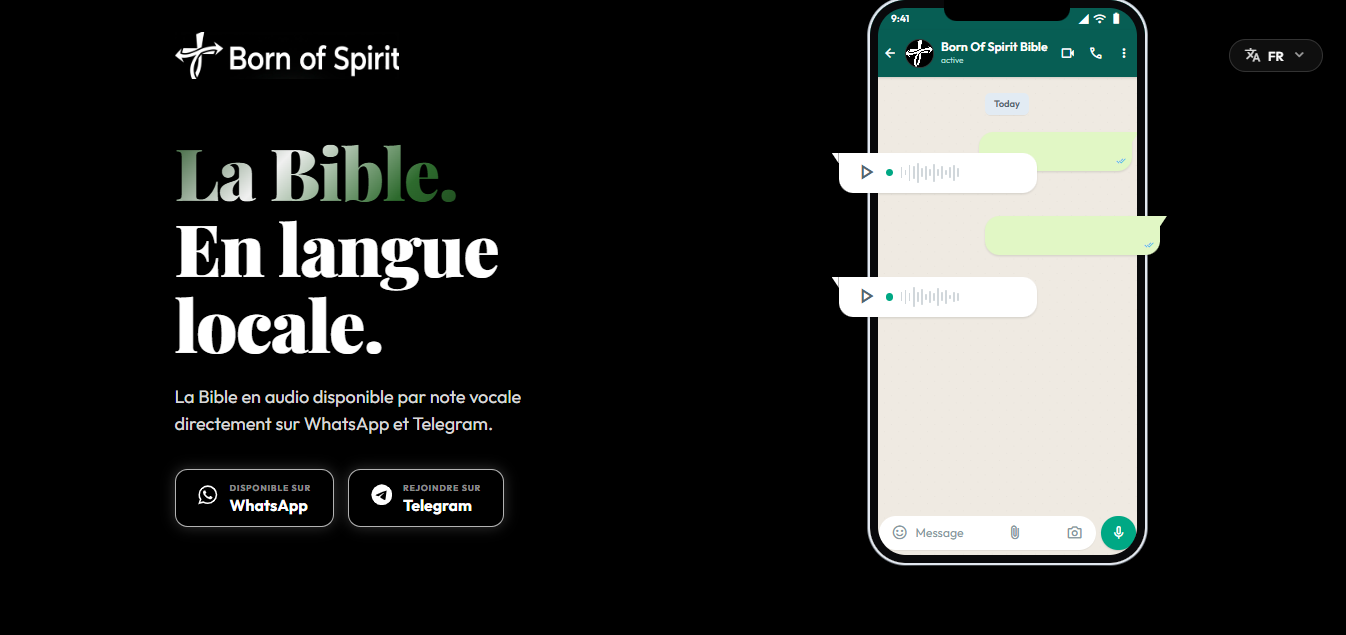 Born of Spirit
FR
La Bible.
En langue
locale.
La Bible en audio disponible par note vocale
directement sur WhatsApp et Telegram.
DISPONIBLE SUR
WhatsApp
REJOINDRE SUR
Telegram
9:41
Born Of Spirit Bible
active
Today
Message